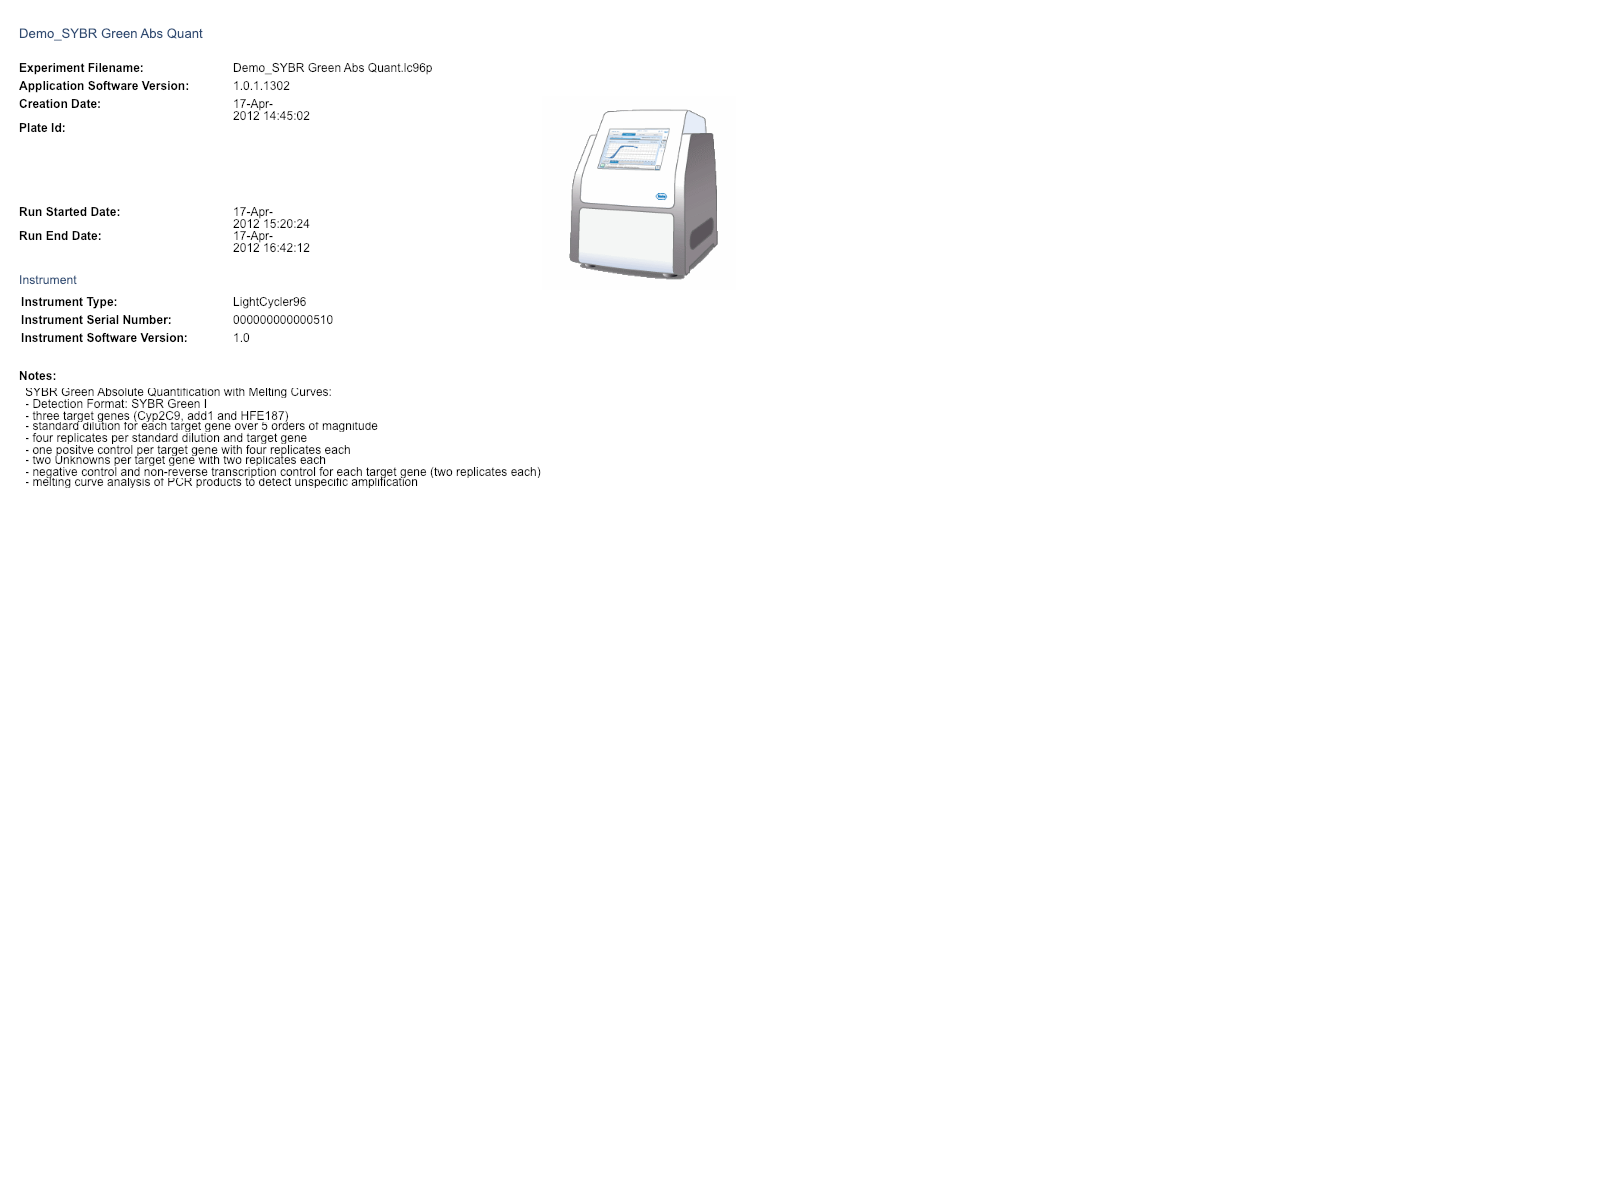 Demo_SYBR Green Abs Quant
Experiment Filename: Demo_SYBR Green Abs Quant.lc96p
Application Software Version: 1.0.1.1302
Creation Date: 17-Apr-
2012 14:45:02
Plate Id:
Run Started Date: 17-Apr-
2012 15:20:24
Run End Date: 17-Apr-
2012 16:42:12
Instrument
Instrument Type: LightCycler96
Instrument Serial Number: 000000000000510
Instrument Software Version: 1.0
Notes:
SYBR Green Absolute Quantification with Melting Curves:
- Detection Format: SYBR Green I
- three target genes (Cyp2C9, add1 and HFE187)
- standard dilution for each target gene over 5 orders of magnitude
- four replicates per standard dilution and target gene
- one positve control per target gene with four replicates each
- two Unknowns per target gene with two replicates each
- negative control and non-reverse transcription control for each target gene (two replicates each)
- melting curve analysis of PCR products to detect unspecific amplification